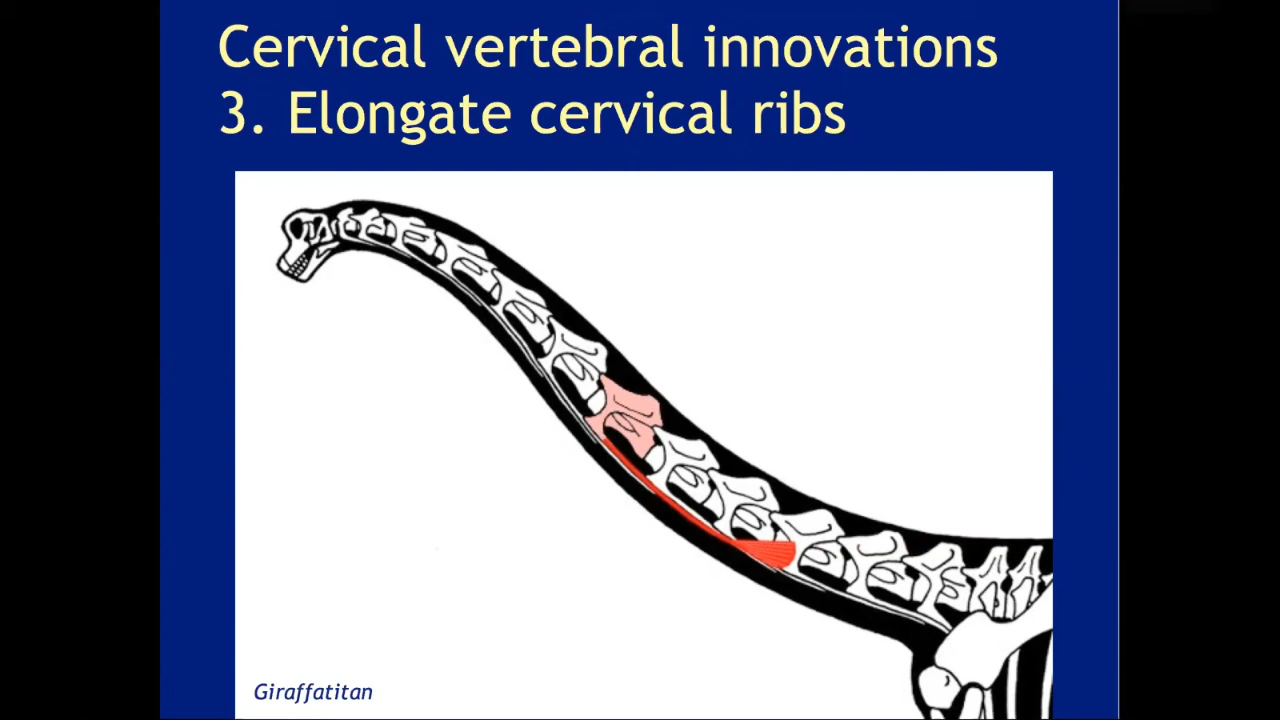 Cervical vertebral innovations
3. Elongate cervical ribs
Giraffatitan